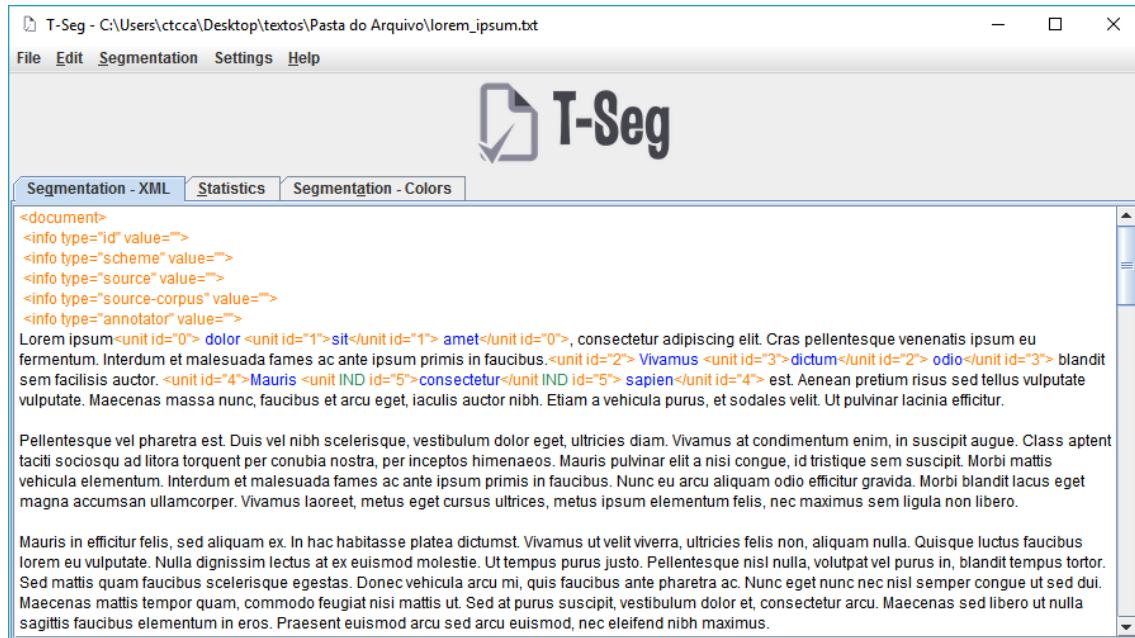 T-Seg - C:\Users\ctcca\Desktop\textos\Pasta do Arquivo\lorem_ipsum.txt
File Edit Segmentation Settings Help
T-Seg
Segmentation - XML Statistics Segmentation - Colors
<document>
<info type="id" value="">
<info type="scheme" value="">
<info type="source" value="">
<info type="source-corpus" value="">
<info type="annotator" value="">
Lorem ipsum<unit id="0"> dolor <unit id="1">sit</unit id="1"> amet</unit id="0">, consectetur adipiscing elit. Cras pellentesque venenatis ipsum eu
fermentum. Interdum et malesuada fames ac ante ipsum primis in faucibus.<unit id="2"> Vivamus <unit id="3">dictum</unit id="2"> odio</unit id="3"> blandit
sem facilisis auctor. <unit id="4">Mauris <unit IND id="5">consectetur</unit IND id="5"> sapien</unit id="4"> est. Aenean pretium risus sed tellus vulputate
vulputate. Maecenas massa nunc, faucibus et arcu eget, iaculis auctor nibh. Etiam a vehicula purus, et sodales velit. Ut pulvinar lacinia efficitur.
Pellentesque vel pharetra est. Duis vel nibh scelerisque, vestibulum dolor eget, ultricies diam. Vivamus at condimentum enim, in suscipit augue. Class aptent
taciti sociosqu ad litora torquent per conubia nostra, per inceptos himenaeos. Mauris pulvinar elit a nisi congue, id tristique sem suscipit. Morbi mattis
vehicula elementum. Interdum et malesuada fames ac ante ipsum primis in faucibus. Nunc eu arcu aliquam odio efficitur gravida. Morbi blandit lacus eget
magna accumsan ullamcorper. Vivamus laoreet, metus eget cursus ultrices, metus ipsum elementum felis, nec maximus sem ligula non libero.
Mauris in efficitur felis, sed aliquam ex. In hac habitasse platea dictumst. Vivamus ut velit viverra, ultricies felis non, aliquam nulla. Quisque luctus faucibus
lorem eu vulputate. Nulla dignissim lectus at ex euismod molestie. Ut tempus purus justo. Pellentesque nisl nulla, volutpat vel purus in, blandit tempus tortor.
Sed mattis quam faucibus scelerisque egestas. Donec vehicula arcu mi, quis faucibus ante pharetra ac. Nunc eget nunc nec nisl semper congue ut sed dui.
Maecenas mattis tempor quam, commodo feugiat nisi mattis ut. Sed at purus suscipit, vestibulum dolor et, consectetur arcu. Maecenas sed libero ut nulla
sagittis faucibus elementum in eros. Praesent euismod arcu sed arcu euismod, nec eleifend nibh maximus.